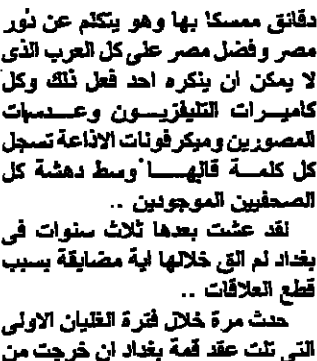 دقائق ممسكا بها وهو يتكلم عن دور
مصر وفضل مصر على كل العرب الذى
لا يمكن ان ينكره احد فعل ذلك وكل
كاميرات التليفزيون وعدسات
المصورين وميكرفونات الاذاعة تسجل
كل كلمة قالها وسط دهشة كل
الصحفيين الموجودين ..
لقد عشت بعدها ثلاث سنوات فى
بغداد لم الق خلالها اية مضايقة بسبب
قطع العلاقات ..
حدث مرة خلال فترة الغليان الاولى
التي تلت عقد قمة بغداد ان خرجت من